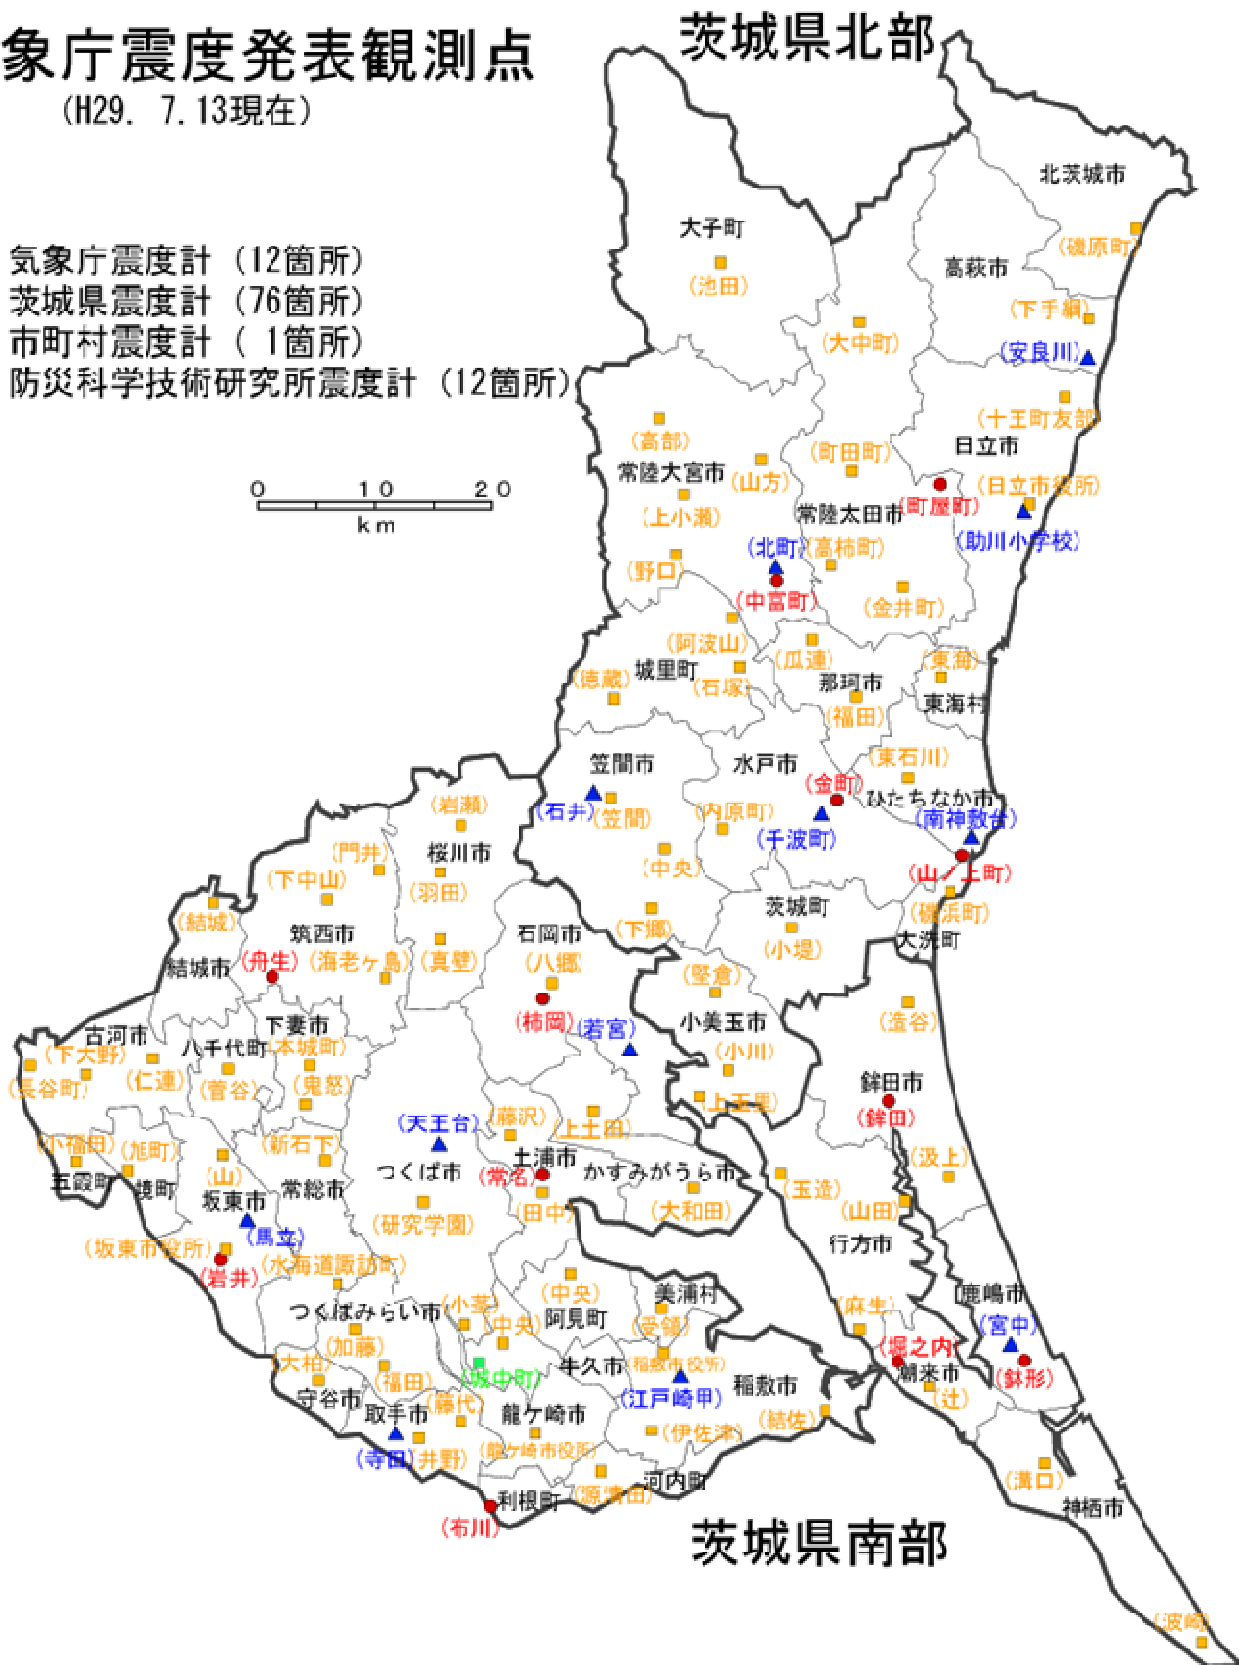 象庁震度発表観測点
(H29. 7.13現在)
茨城県北部
気象庁震度計 (12箇所)
茨城県震度計 (76箇所)
市町村震度計 ( 1箇所)
防災科学技術研究所震度計 (12箇所)
0 10 20
km
北茨城市
(磯原町)
大子町
(池田)
高萩市
(下手綱)
(安良川)
(大中町)
(十王町友部)
日立市
(日立市役所)
(助川小学校)
(高部)
常陸大宮市
(山方)
(上小瀬)
(野口)
(北町)
(中富町)
(町田町)
常陸太田市
(町屋町)
(高柿町)
(金井町)
(阿波山)
城里町
(徳蔵)
(石塚)
(瓜連)
那珂市
(福田)
(東海)
東海村
笠間市
(石井)
(笠間)
(中央)
(下郷)
水戸市
(金町)
(内原町)
(千波町)
(東石川)
ひたちなか市
(南神敷台)
(山ノ上町)
(磯浜町)
大洗町
茨城町
(小堤)
(岩瀬)
桜川市
(羽田)
(真壁)
(門井)
(下中山)
筑西市
(舟生)
(海老ヶ島)
(結城)
結城市
石岡市
(八郷)
(柿岡)
(若宮)
(堅倉)
小美玉市
(小川)
(上玉里)
(造谷)
鉾田市
(鉾田)
(汲上)
古河市
(下大野)
(長谷町)
(仁連)
八千代町
(菅谷)
下妻市
(本城町)
(鬼怒)
(小福田)
五霞町
(旭町)
境町
(山)
坂東市
(馬立)
(坂東市役所)
(岩井)
(新石下)
常総市
(水海道諏訪町)
(天王台)
つくば市
(研究学園)
(小茎)
(藤沢)
土浦市
(常名)
(田中)
(上土田)
かすみがうら市
(大和田)
(玉造)
(山田)
行方市
(麻生)
つくばみらい市
(加藤)
(福田)
(大柏)
守谷市
取手市
(藤代)
(寺田)
(井野)
(中央)
阿見町
(中央)
(城中町)
牛久市
美浦村
(受領)
(稲敷市役所)
(江戸崎甲)
稲敷市
(伊佐津)
(結佐)
龍ケ崎市
(龍ケ崎市役所)
(源清田)
河内町
利根町
(布川)
鹿嶋市
(宮中)
(鉢形)
(堀之内)
潮来市
(辻)
(溝口)
神栖市
(波崎)
茨城県南部